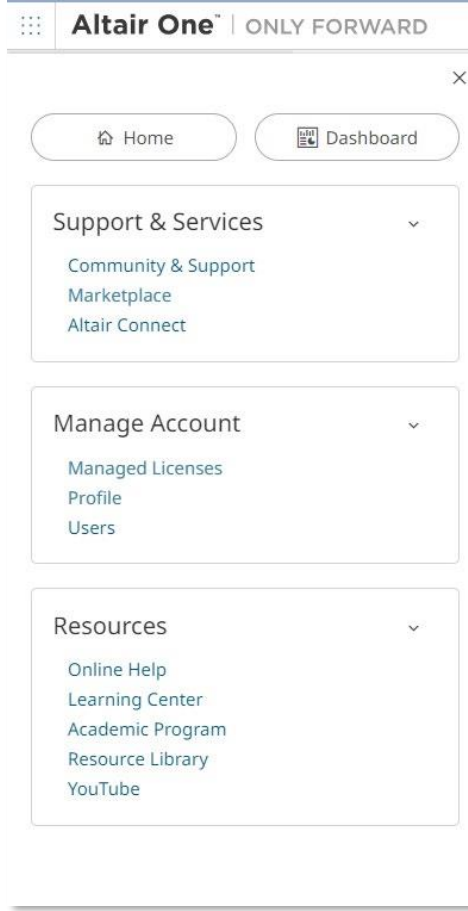 Altair One™ | ONLY FORWARD
Home
Dashboard
Support & Services
Community & Support
Marketplace
Altair Connect
Manage Account
Managed Licenses
Profile
Users
Resources
Online Help
Learning Center
Academic Program
Resource Library
YouTube